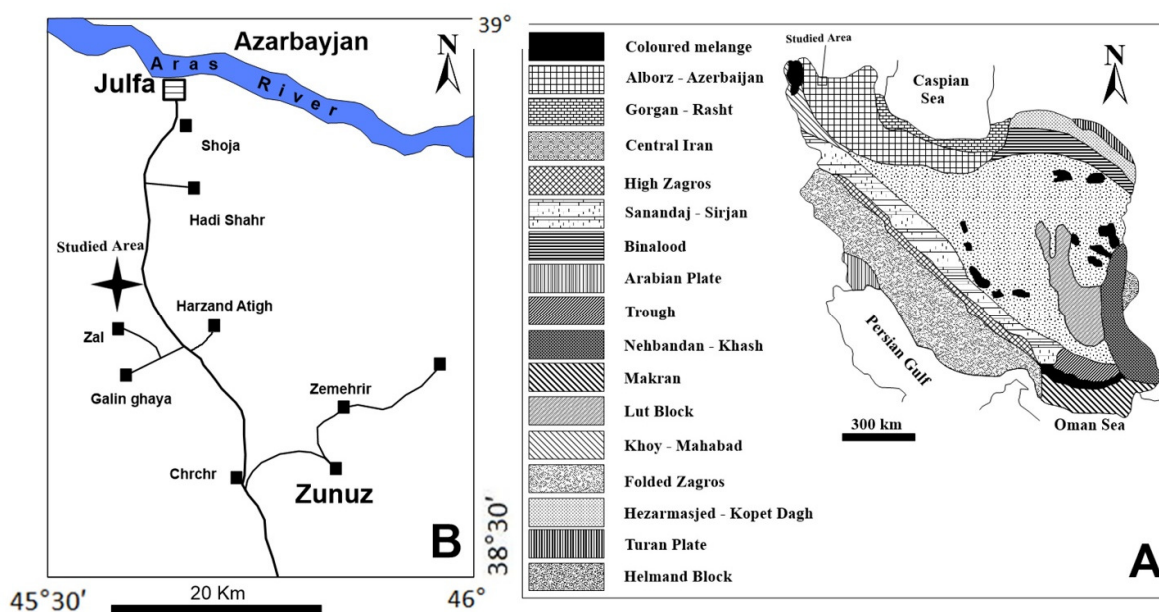 39°
Azarbayjan
N
Aras River
Julfa
Shoja
Hadi Shahr
Studied Area
Harzand Atigh
Zal
Galin ghaya
Zemehrir
Chrchr
Zunuz
B
38°30′
45°30′
20 Km
46°
Coloured melange
Alborz - Azerbaijan
Gorgan - Rasht
Central Iran
High Zagros
Sanandaj - Sirjan
Binalood
Arabian Plate
Trough
Nehbandan - Khash
Makran
Lut Block
Khoy - Mahabad
Folded Zagros
Hezarmasjed - Kopet Dagh
Turan Plate
Helmand Block
Studied Area
Caspian
Sea
N
Persian Gulf
300 km
Oman Sea
A